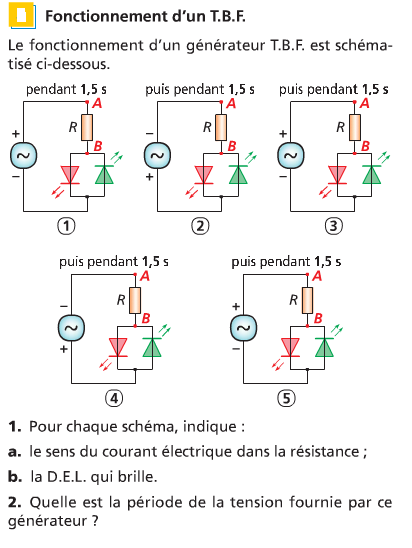 Fonctionnement d'un T.B.F.
Le fonctionnement d'un générateur T.B.F. est schéma-
tisé ci-dessous.
pendant 1,5 s puis pendant 1,5 s puis pendant 1,5 s
A A A
+ − +
R R R
B B B
~ ~ ~
− + −
1 2 3
puis pendant 1,5 s puis pendant 1,5 s
A A
− +
R R
B B
~ ~
+ −
4 5
1. Pour chaque schéma, indique :
a. le sens du courant électrique dans la résistance ;
b. la D.E.L. qui brille.
2. Quelle est la période de la tension fournie par ce
générateur ?